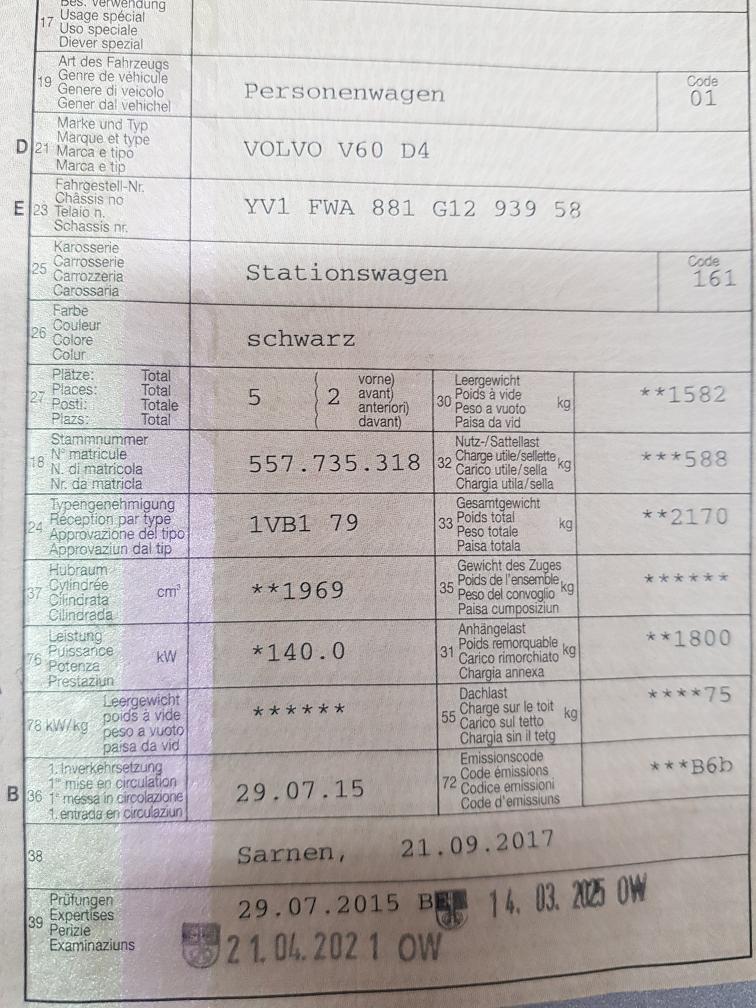 Bes. Verwendung
17 Usage spécial
Uso speciale
Diever spezial
Art des Fahrzeugs
19 Genre de véhicule
Genere di veicolo
Gener dal vehichel
Personenwagen
Code
01
Marke und Typ
D 21 Marque et type
Marca e tipo
Marca e tip
VOLVO V60 D4
Fahrgestell-Nr.
Châssis no
E 23 Telaio n.
Schassis nr.
YV1 FWA 881 G12 939 58
Karosserie
25 Carrosserie
Carrozzeria
Carossaria
Stationswagen
Code
161
Farbe
26 Couleur
Colore
Colur
schwarz
Plätze: Total
27 Places: Total
Posti: Totale
Plazs: Total
5 2
vorne)
avant)
anteriori)
davant)
Leergewicht
30 Poids à vide
Peso a vuoto kg
Paisa da vid
**1582
Stammnummer
18 N° matricule
N. di matricola
Nr. da matricla
557.735.318
Nutz-/Sattellast
32 Charge utile/sellette kg
Carico utile/sella
Chargia utila/sella
***588
Typengenehmigung
24 Réception par type
Approvazione del tipo
Approvaziun dal tip
1VB1 79
Gesamtgewicht
33 Poids total kg
Peso totale
Paisa totala
**2170
Hubraum
37 Cylindrée cm³
Cilindrata
Cilindrada
**1969
Gewicht des Zuges
35 Poids de l'ensemble kg
Peso del convoglio
Paisa cumposiziun
******
Leistung
76 Puissance kW
Potenza
Prestaziun
*140.0
Anhängelast
31 Poids remorquable kg
Carico rimorchiato
Chargia annexa
**1800
Leergewicht
78 kW/kg poids à vide
peso a vuoto
paisa da vid
******
Dachlast
55 Charge sur le toit kg
Carico sul tetto
Chargia sin il tetg
****75
1. Inverkehrsetzung
B 36 1re mise en circulation
1a messa in circolazione
1. entrada en circulaziun
29.07.15
Emissionscode
72 Code émissions
Codice emissioni
Code d'emissiuns
***B6b
38
Sarnen, 21.09.2017
Prüfungen
39 Expertises
Perizie
Examinaziuns
29.07.2015 BE 14. 03. 2025 OW
21.04.2021 OW